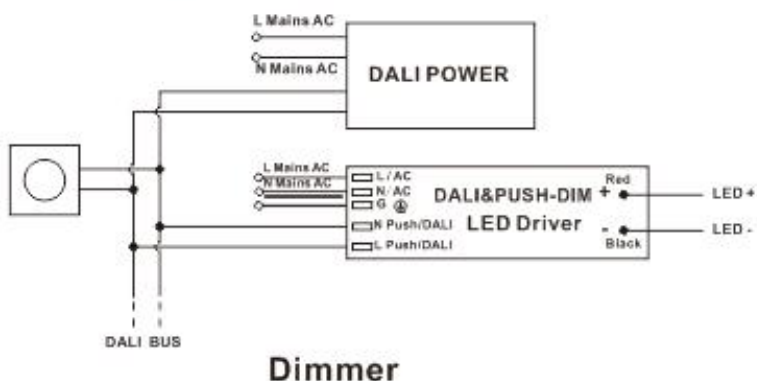 L Mains AC
N Mains AC
DALI POWER
L Mains AC
N Mains AC
L / AC
N/ AC
G
N Push/DALI
L Push/DALI
DALI&PUSH-DIM
LED Driver
Red
+
-
Black
LED +
LED -
DALI BUS
Dimmer